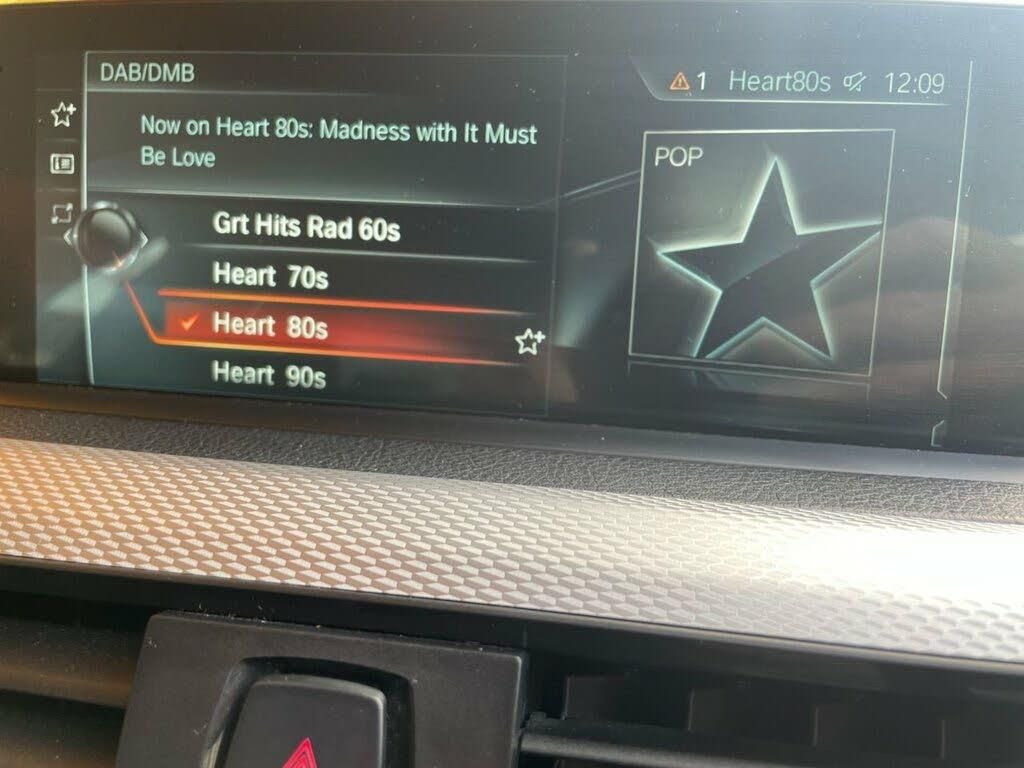 DAB/DMB
1 Heart80s 12:09
Now on Heart 80s: Madness with It Must
Be Love
POP
Grt Hits Rad 60s
Heart 70s
Heart 80s
Heart 90s